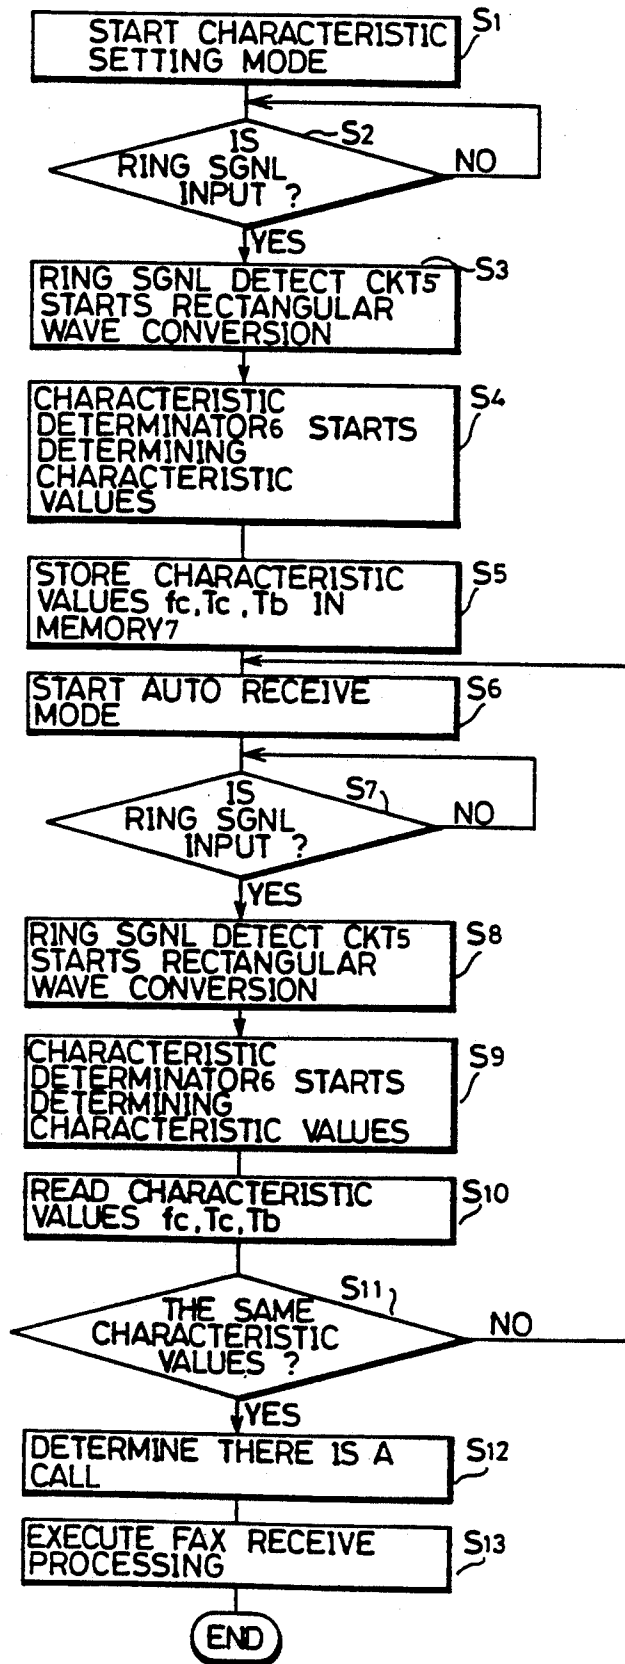 START CHARACTERISTIC
SETTING MODE
S1
IS
RING SGNL
INPUT ?
S2
NO
YES
RING SGNL DETECT CKT5
STARTS RECTANGULAR
WAVE CONVERSION
S3
CHARACTERISTIC
DETERMINATOR6 STARTS
DETERMINING
CHARACTERISTIC
VALUES
S4
STORE CHARACTERISTIC
VALUES fc,Tc,Tb IN
MEMORY7
S5
START AUTO RECEIVE
MODE
S6
IS
RING SGNL
INPUT ?
S7
NO
YES
RING SGNL DETECT CKT5
STARTS RECTANGULAR
WAVE CONVERSION
S8
CHARACTERISTIC
DETERMINATOR6 STARTS
DETERMINING
CHARACTERISTIC VALUES
S9
READ CHARACTERISTIC
VALUES fc,Tc,Tb
S10
THE SAME
CHARACTERISTIC
VALUES ?
S11
NO
YES
DETERMINE THERE IS A
CALL
S12
EXECUTE FAX RECEIVE
PROCESSING
S13
END